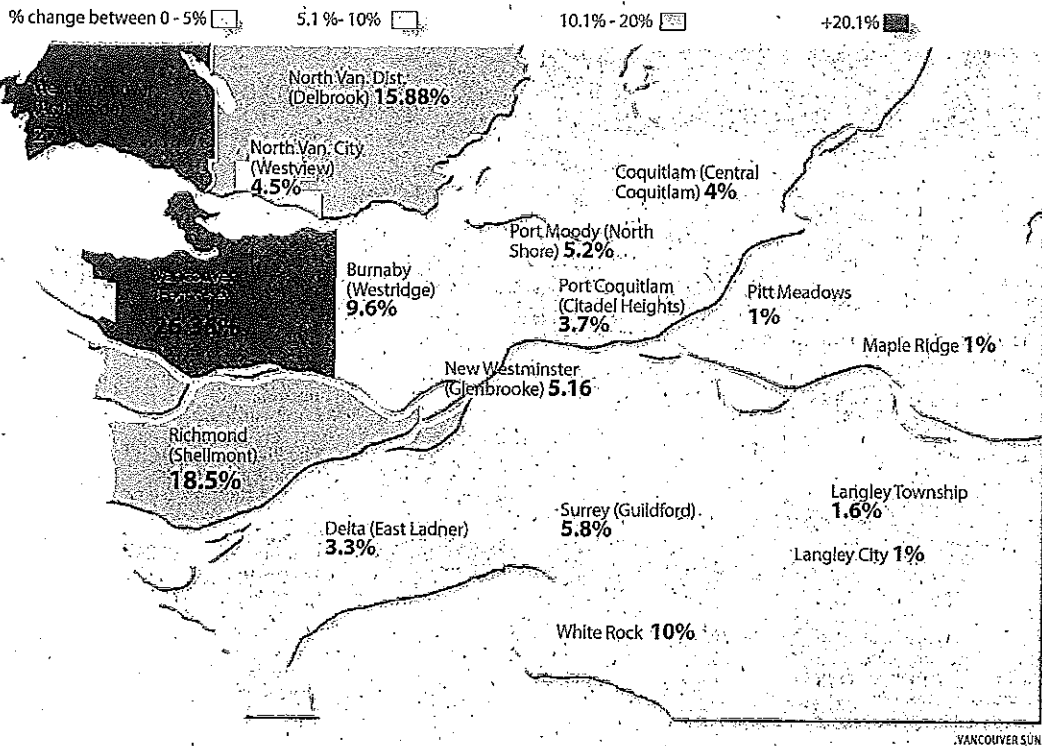 % change between 0 - 5%
5.1 %- 10%
10.1% - 20%
+20.1%
North Van. Dist.
(Delbrook) 15.88%
North Van. City
(Westview)
4.5%
Coquitlam (Central
Coquitlam) 4%
Port Moody (North
Shore) 5.2%
Burnaby
(Westridge)
9.6%
Port Coquitlam
(Citadel Heights)
3.7%
Pitt Meadows
1%
Maple Ridge 1%
New Westminster
(Glenbrooke) 5.16
Richmond
(Shellmont)
18.5%
Delta (East Ladner)
3.3%
Surrey (Guildford)
5.8%
Langley Township
1.6%
Langley City 1%
White Rock 10%
VANCOUVER SUN